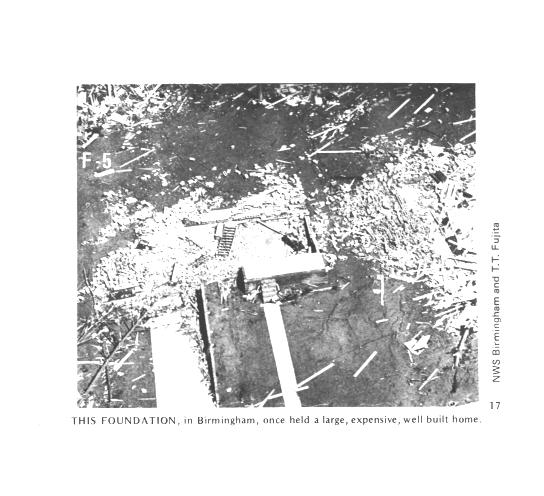 F-5
NWS Birmingham and T.T. Fujita
17
THIS FOUNDATION, in Birmingham, once held a large, expensive, well built home.